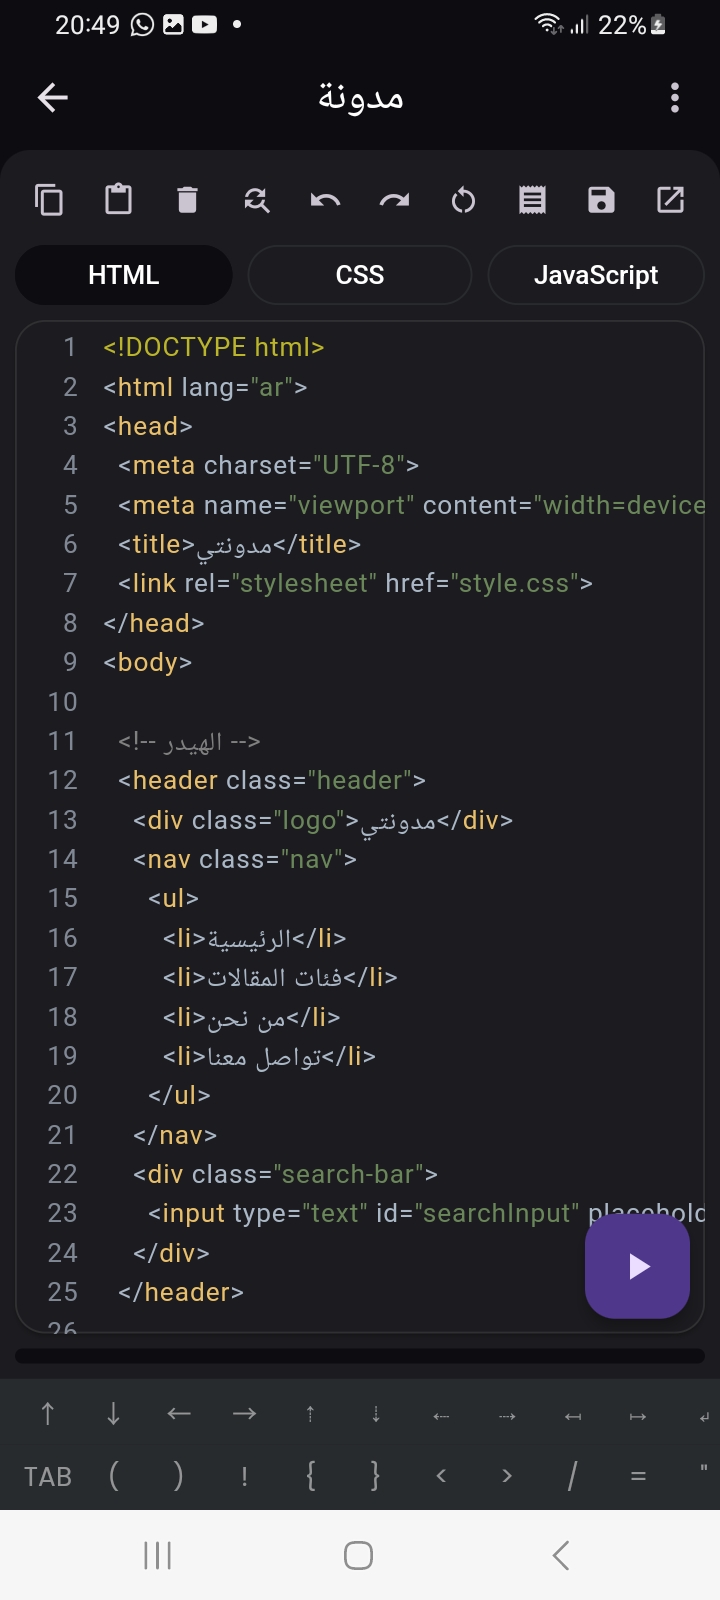 20:49 22%
مدونة
HTML CSS JavaScript
1 <!DOCTYPE html>
2 <html lang="ar">
3 <head>
4 <meta charset="UTF-8">
5 <meta name="viewport" content="width=device
6 <title>مدونتي</title>
7 <link rel="stylesheet" href="style.css">
8 </head>
9 <body>
10
11 <!-- الهيدر -->
12 <header class="header">
13 <div class="logo">مدونتي</div>
14 <nav class="nav">
15 <ul>
16 <li>الرئيسية</li>
17 <li>فئات المقالات</li>
18 <li>من نحن</li>
19 <li>تواصل معنا</li>
20 </ul>
21 </nav>
22 <div class="search-bar">
23 <input type="text" id="searchInput" placehold
24 </div>
25 </header>
26
↑ ↓ ← → ⇡ ⇣ ⇠ ⇢ ↤ ↦ ↲
TAB ( ) ! { } < > / = "